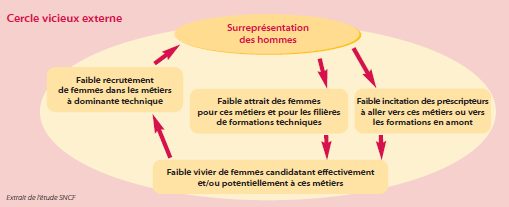 Cercle vicieux externe
Surreprésentation
des hommes
Faible recrutement
de femmes dans les métiers
à dominante technique
Faible attrait des femmes
pour ces métiers et pour les filières
de formations techniques
Faible incitation des prescripteurs
à aller vers ces métiers ou vers
les formations en amont
Faible vivier de femmes candidatant effectivement
et/ou potentiellement à ces métiers
Extrait de l'étude SNCF